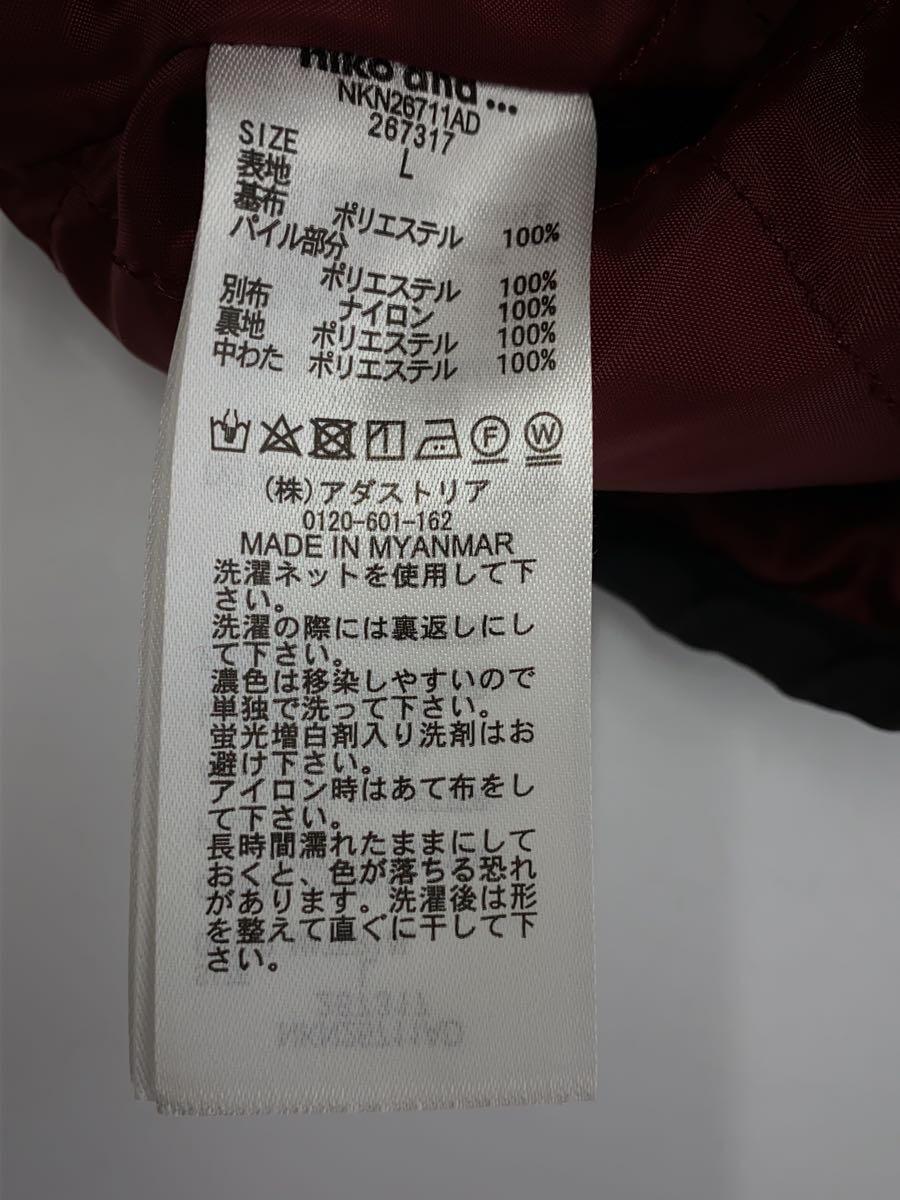 niko and ...
NKN26711AD
267317
SIZE L
表地
基布 ポリエステル 100%
パイル部分
ポリエステル 100%
別布 ナイロン 100%
裏地 ポリエステル 100%
中わた ポリエステル 100%
F W
(株)アダストリア
0120-601-162
MADE IN MYANMAR
洗濯ネットを使用して下
さい。
洗濯の際には裏返しにし
て下さい。
濃色は移染しやすいので
単独で洗って下さい。
蛍光増白剤入り洗剤はお
避け下さい。
アイロン時はあて布をし
て下さい。
長時間濡れたままにして
おくと、色が落ちる恐れ
があります。洗濯後は形
を整えて直ぐに干して下
さい。